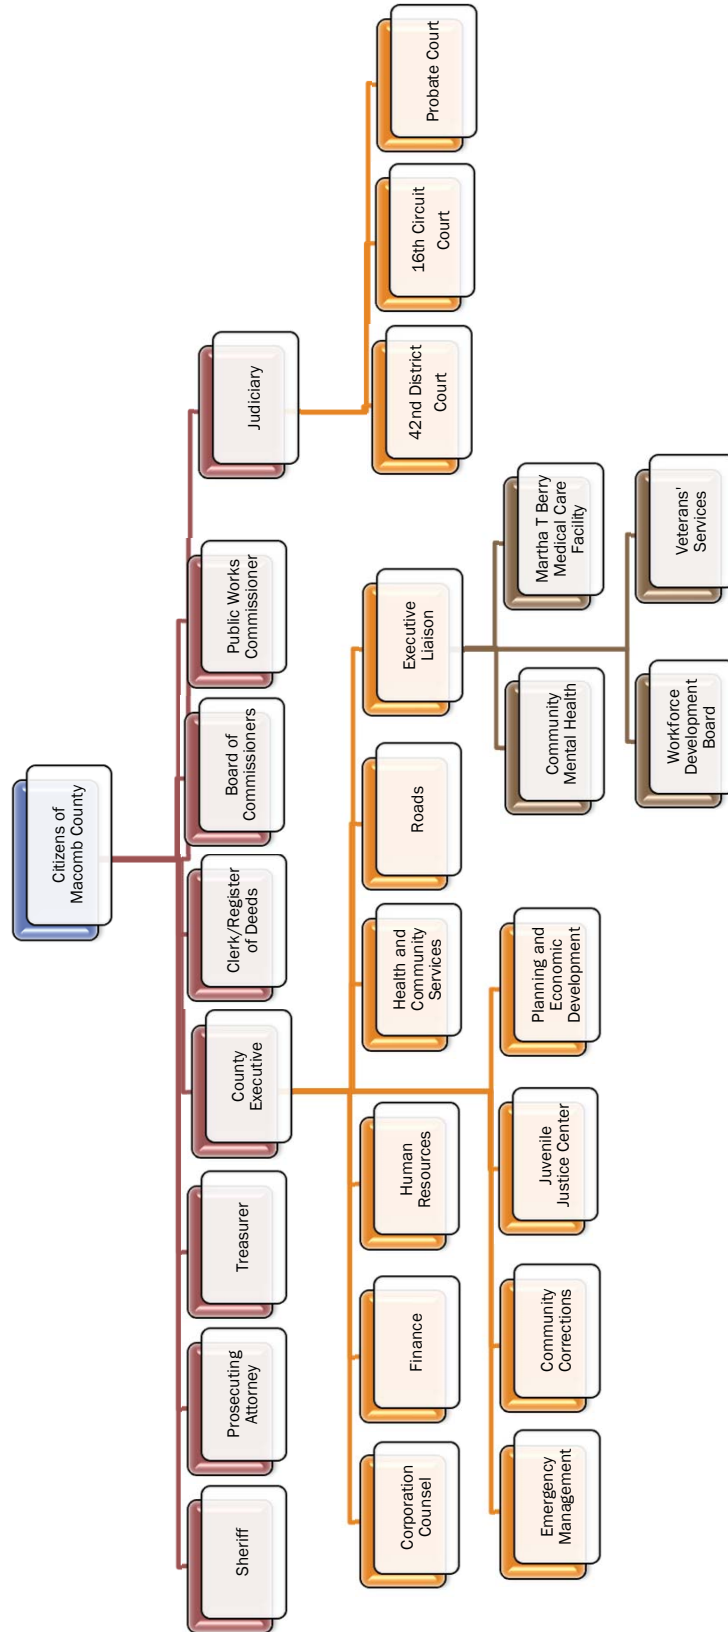 Citizens of
Macomb County
Sheriff
Prosecuting
Attorney
Treasurer
County
Executive
Clerk/Register
of Deeds
Board of
Commissioners
Public Works
Commissioner
Judiciary
Corporation
Counsel
Finance
Human
Resources
Health and
Community
Services
Roads
Executive
Liaison
42nd District
Court
16th Circuit
Court
Probate Court
Emergency
Management
Community
Corrections
Juvenile
Justice Center
Planning and
Economic
Development
Community
Mental Health
Martha T Berry
Medical Care
Facility
Workforce
Development
Board
Veterans'
Services